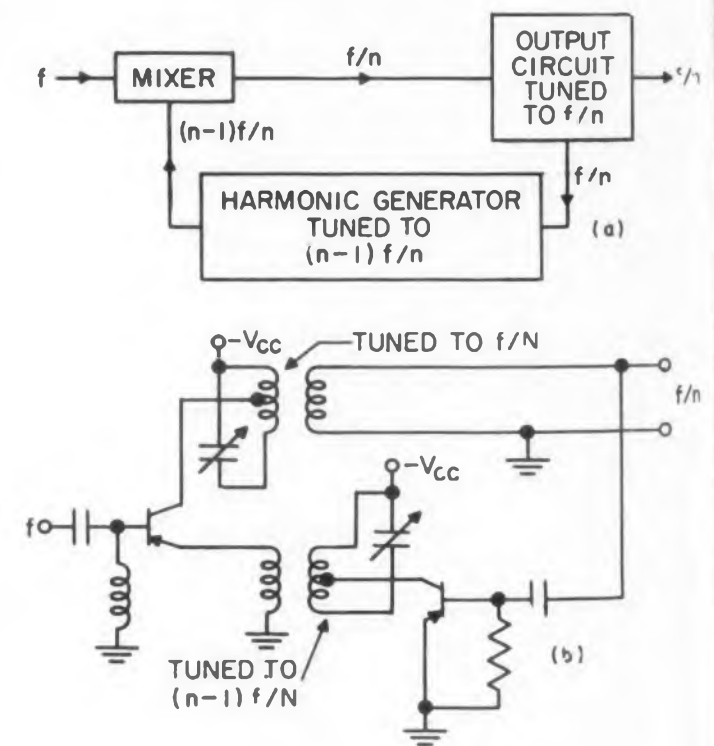 f
MIXER
f/n
OUTPUT
CIRCUIT
TUNED
TO f/n
(n-1)f/n
f/n
HARMONIC GENERATOR
TUNED TO
(n-1) f/n
(a)
-VCC
TUNED TO f/N
f/n
-VCC
f
TUNED TO
(n-1) f/N
(b)